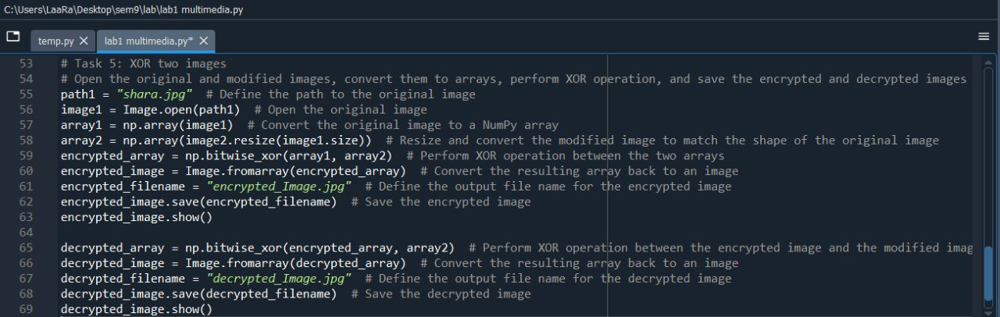 C:\Users\LaaRa\Desktop\sem9\lab\lab1 multimedia.py
temp.py lab1 multimedia.py*
53 # Task 5: XOR two images
54 # Open the original and modified images, convert them to arrays, perform XOR operation, and save the encrypted and decrypted images
55 path1 = "shara.jpg"  # Define the path to the original image
56 image1 = Image.open(path1)  # Open the original image
57 array1 = np.array(image1)  # Convert the original image to a NumPy array
58 array2 = np.array(image2.resize(image1.size))  # Resize and convert the modified image to match the shape of the original image
59 encrypted_array = np.bitwise_xor(array1, array2)  # Perform XOR operation between the two arrays
60 encrypted_image = Image.fromarray(encrypted_array)  # Convert the resulting array back to an image
61 encrypted_filename = "encrypted_Image.jpg"  # Define the output file name for the encrypted image
62 encrypted_image.save(encrypted_filename)  # Save the encrypted image
63 encrypted_image.show()
64
65 decrypted_array = np.bitwise_xor(encrypted_array, array2)  # Perform XOR operation between the encrypted image and the modified imag
66 decrypted_image = Image.fromarray(decrypted_array)  # Convert the resulting array back to an image
67 decrypted_filename = "decrypted_Image.jpg"  # Define the output file name for the decrypted image
68 decrypted_image.save(decrypted_filename)  # Save the decrypted image
69 decrypted_image.show()